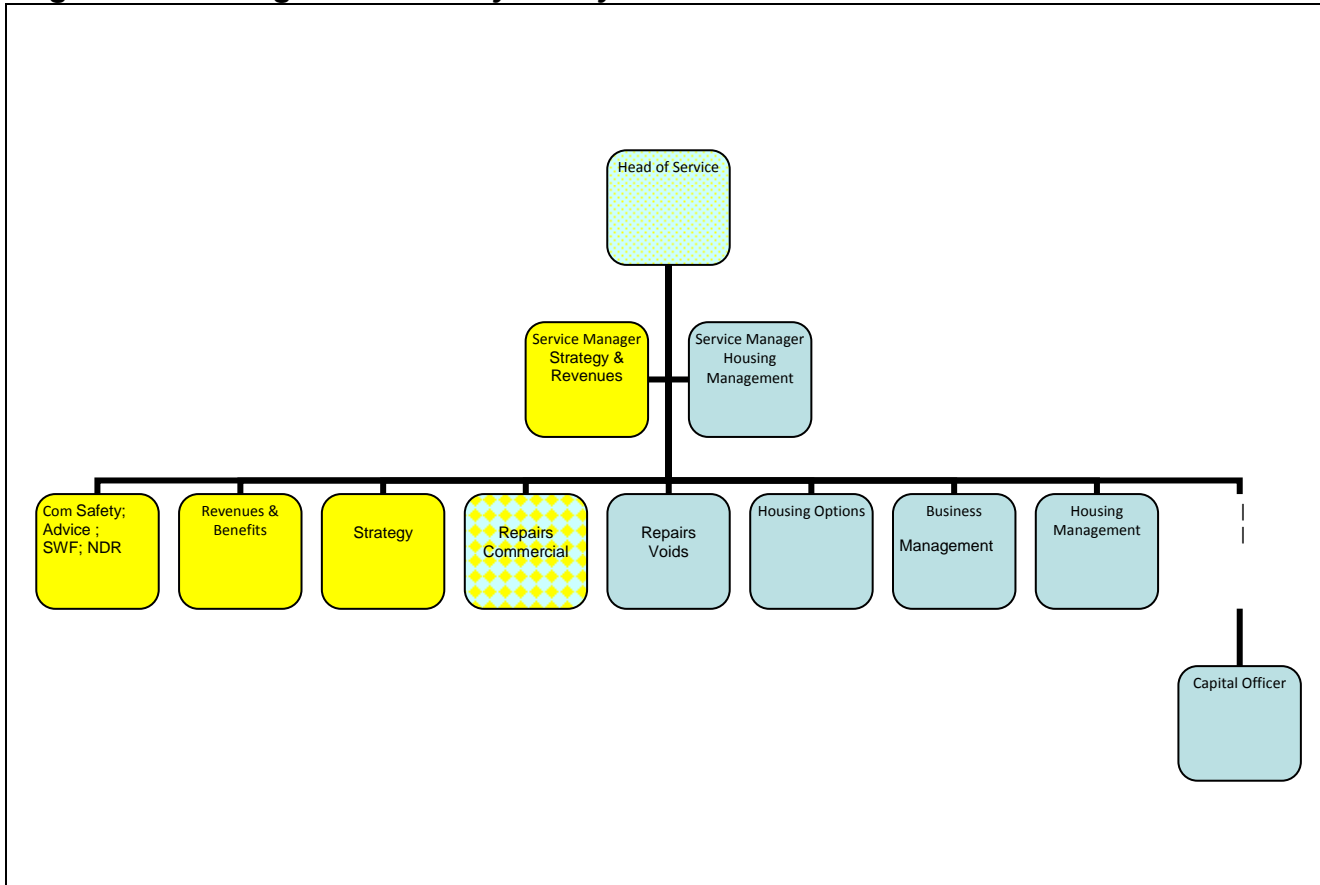 Head of Service
Service Manager
Strategy &
Revenues
Service Manager
Housing
Management
Com Safety;
Advice ;
SWF; NDR
Revenues &
Benefits
Strategy
Repairs
Commercial
Repairs
Voids
Housing Options
Business
Management
Housing
Management
Capital Officer